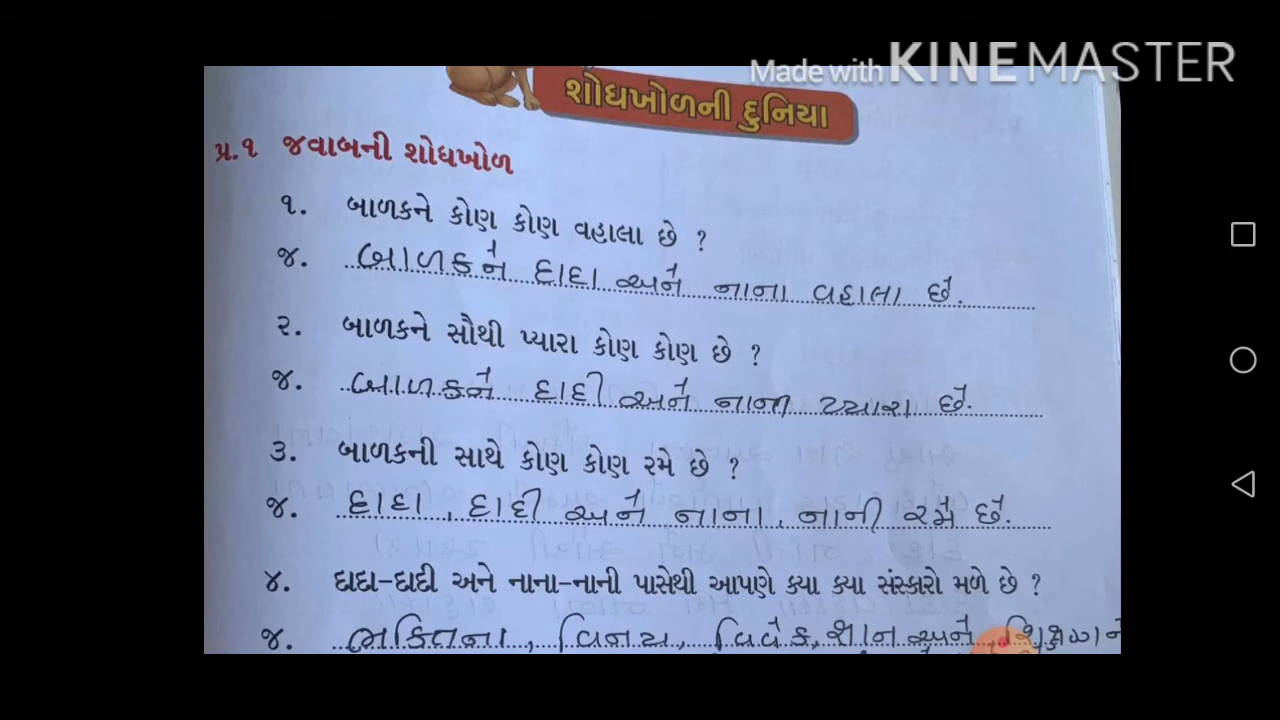 Made with KINEMASTER
શોધખોળની દુનિયા
પ્ર.૧ જવાબની શોધખોળ
૧. બાળકને કોણ કોણ વહાલા છે ?
જ. બાળકને દાદા અને નાના વહાલા છે.
૨. બાળકને સૌથી પ્યારા કોણ કોણ છે ?
જ. બાળકને દાદી અને નાની પ્યારા છે.
૩. બાળકની સાથે કોણ કોણ રમે છે ?
જ. દાદા, દાદી અને નાના, નાની રમે છે.
૪. દાદા-દાદી અને નાના-નાની પાસેથી આપણે ક્યા ક્યા સંસ્કારો મળે છે ?
જ. ભકિતના, વિનય, વિવેક, જ્ઞાન અને